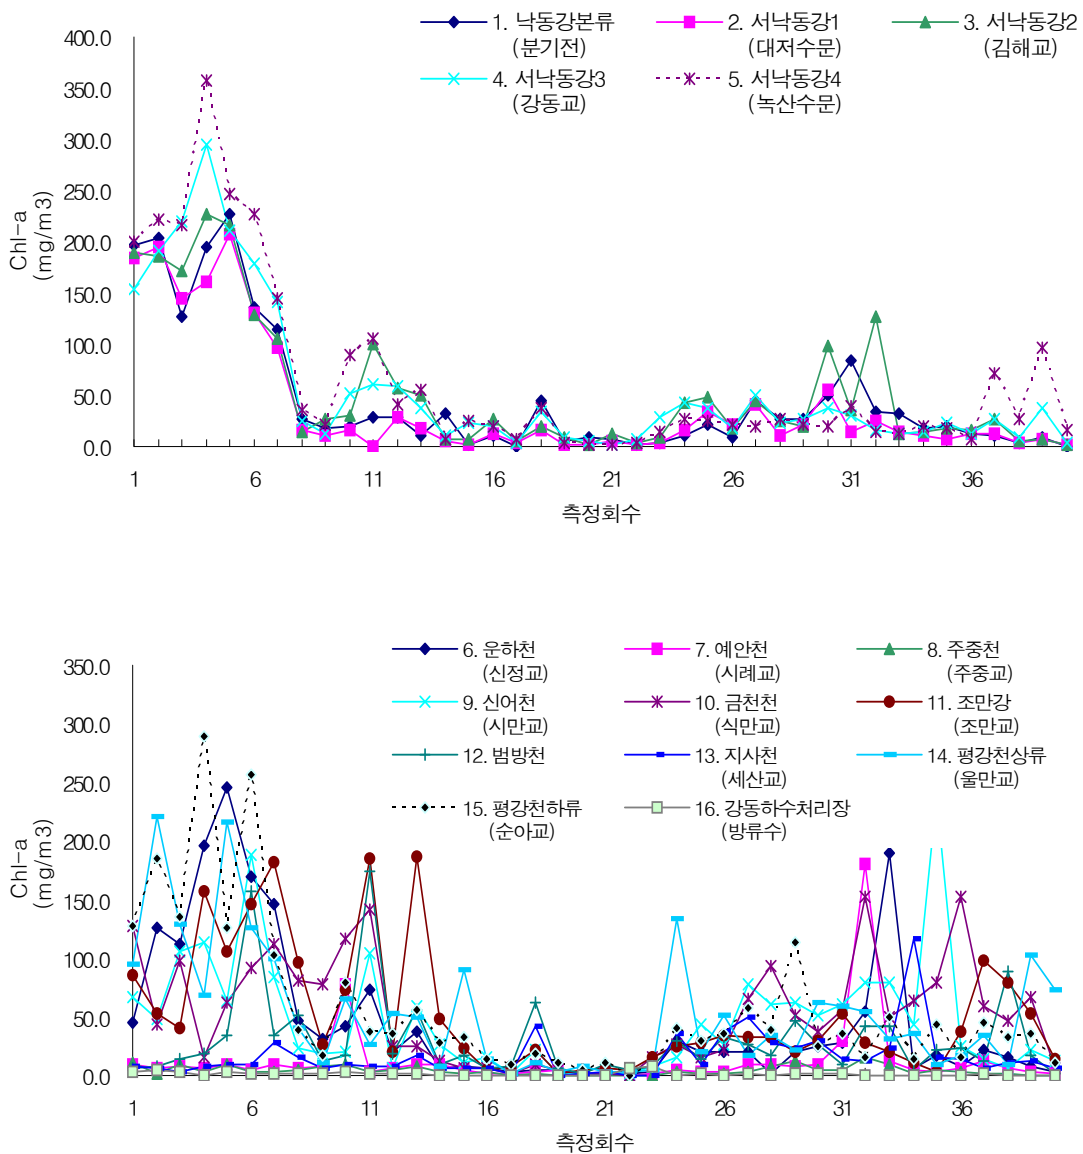 1. 낙동강본류
(분기전)
2. 서낙동강1
(대저수문)
3. 서낙동강2
(김해교)
4. 서낙동강3
(강동교)
5. 서낙동강4
(녹산수문)
400.0
350.0
300.0
250.0
200.0
150.0
100.0
50.0
0.0
Chl-a
(mg/m3)
1 6 11 16 21 26 31 36
측정회수
6. 운하천
(신정교)
7. 예안천
(시례교)
8. 주중천
(주중교)
9. 신어천
(시만교)
10. 금천천
(식만교)
11. 조만강
(조만교)
12. 범방천
13. 지사천
(세산교)
14. 평강천상류
(울만교)
15. 평강천하류
(순아교)
16. 강동하수처리장
(방류수)
350.0
300.0
250.0
200.0
150.0
100.0
50.0
0.0
Chl-a
(mg/m3)
1 6 11 16 21 26 31 36
측정회수